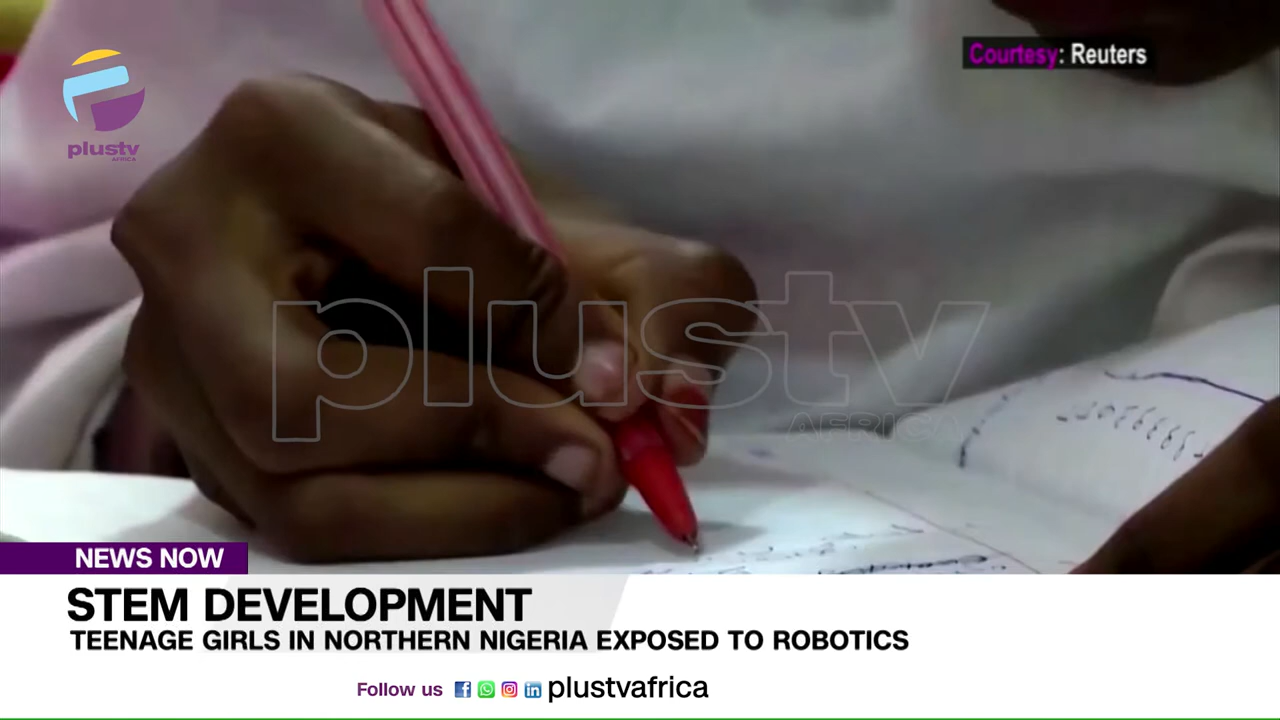 plustv
AFRICA
Courtesy: Reuters
plustv
AFRICA
NEWS NOW
STEM DEVELOPMENT
TEENAGE GIRLS IN NORTHERN NIGERIA EXPOSED TO ROBOTICS
Follow us plustvafrica